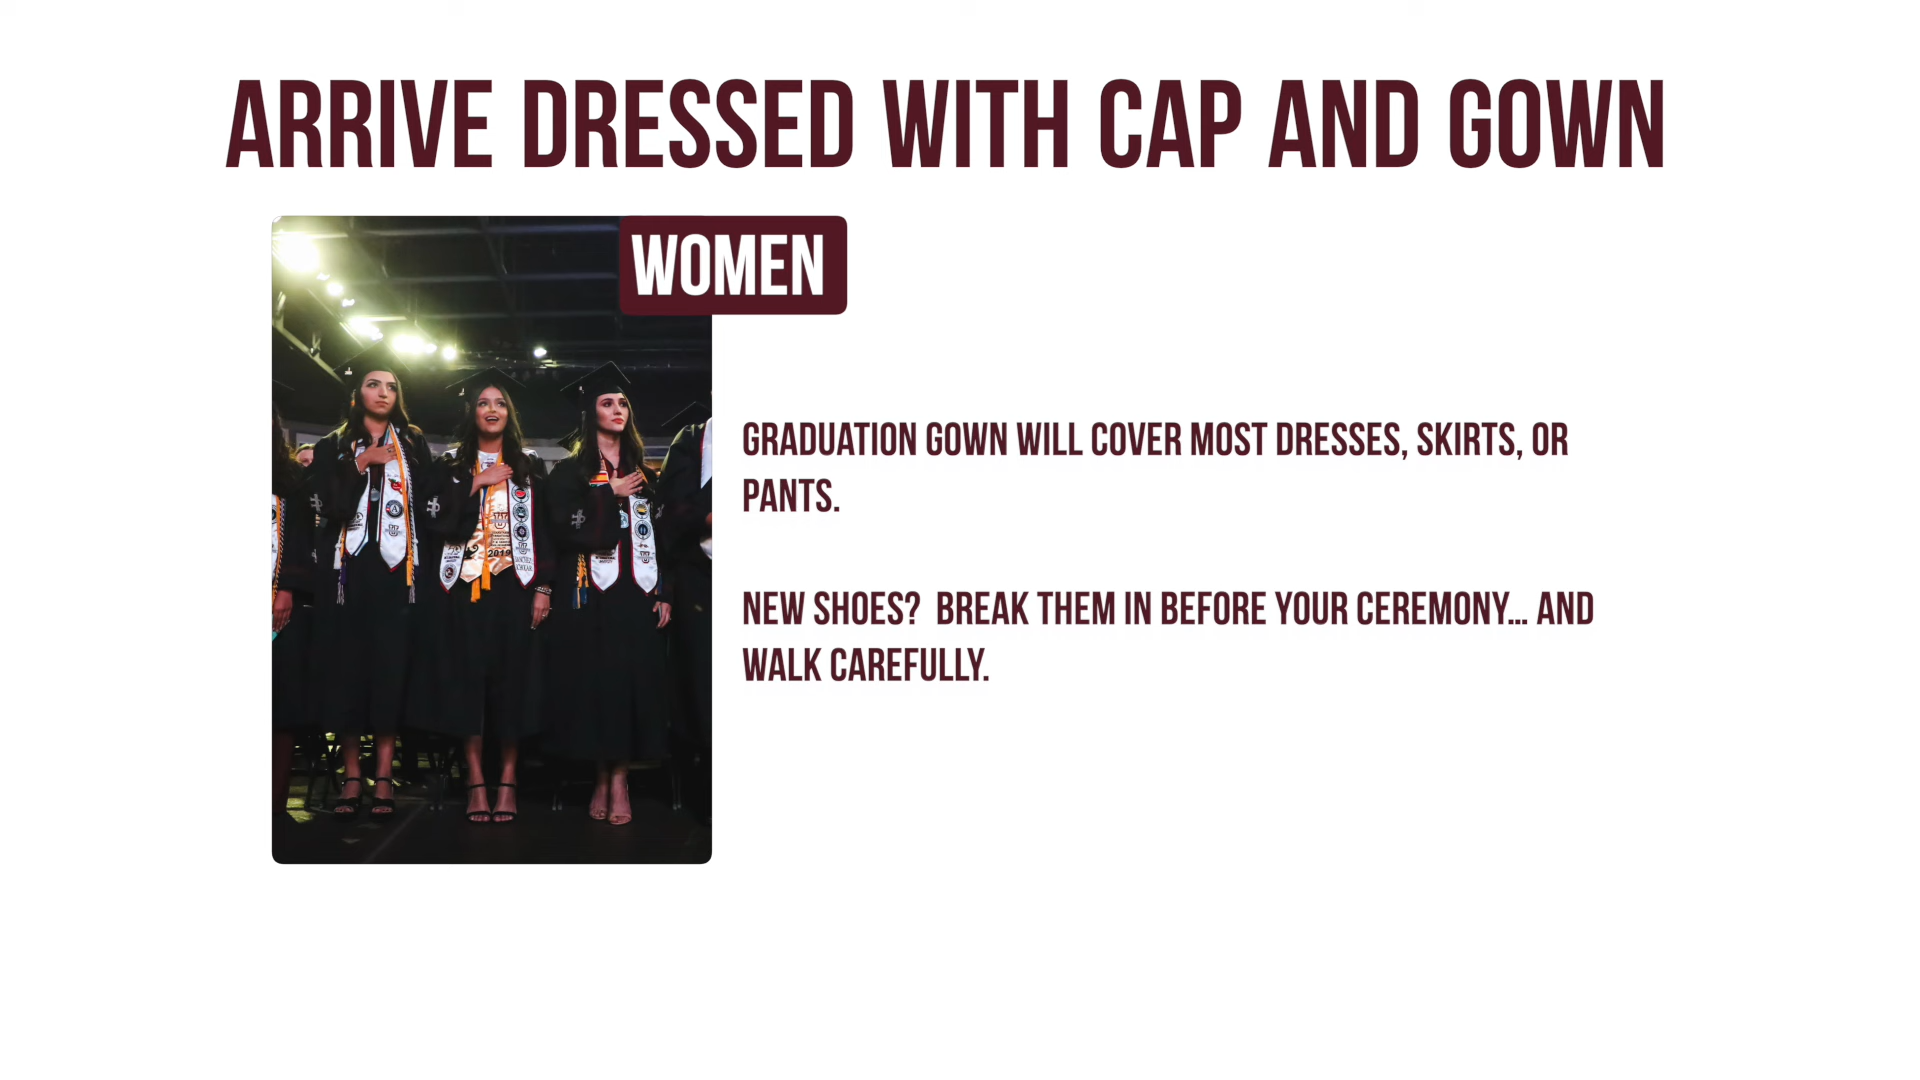 ARRIVE DRESSED WITH CAP AND GOWN
WOMEN
GRADUATION GOWN WILL COVER MOST DRESSES, SKIRTS, OR
PANTS.
NEW SHOES?  BREAK THEM IN BEFORE YOUR CEREMONY... AND
WALK CAREFULLY.
2019